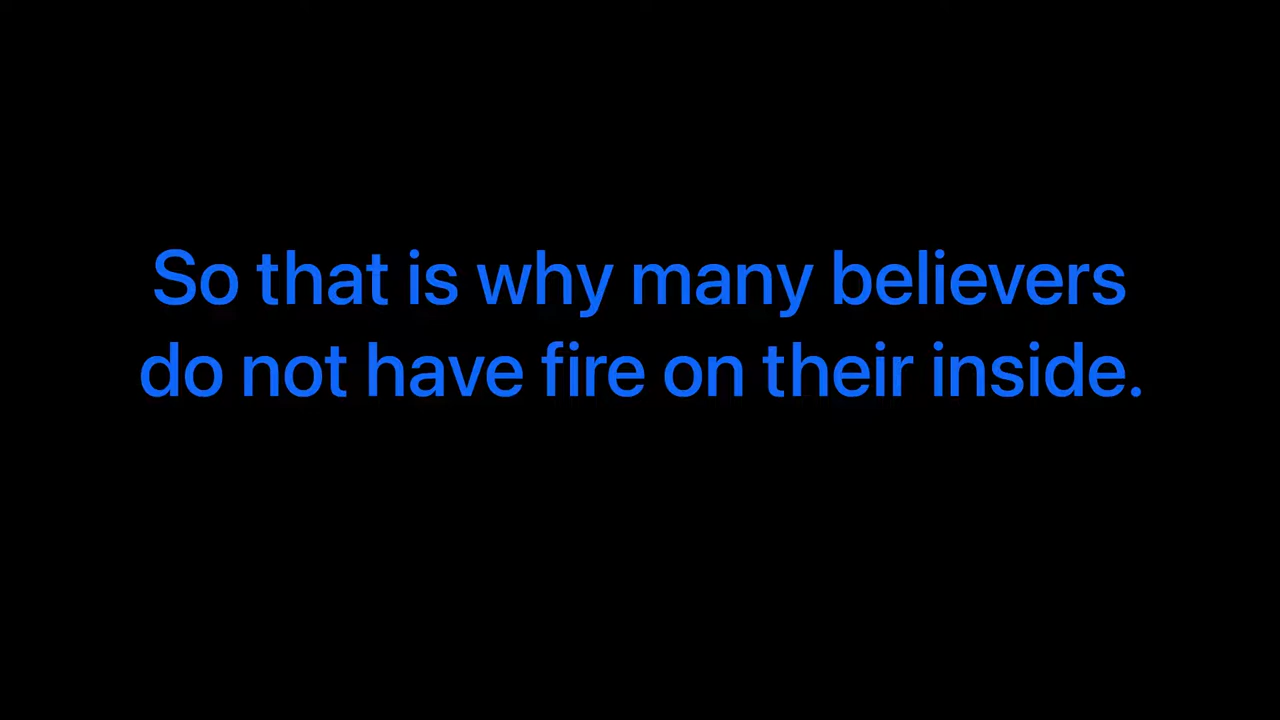 So that is why many believers
do not have fire on their inside.